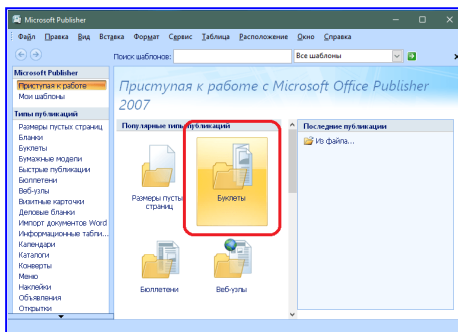 Microsoft Publisher
Файл Правка Вид Вставка Формат Сервис Таблица Расположение Окно Справка
Поиск шаблонов: Все шаблоны
Microsoft Publisher
Приступая к работе
Мои шаблоны
Типы публикаций
Размеры пустых страниц
Бланки
Буклеты
Бумажные модели
Быстрые публикации
Бюллетени
Веб-узлы
Визитные карточки
Деловые бланки
Импорт документов Word
Информационные табли...
Календари
Каталоги
Конверты
Меню
Наклейки
Объявления
Открытки
Приступая к работе с Microsoft Office Publisher
2007
Популярные типы публикаций
Размеры пусты
страниц
Буклеты
Бюллетени
Веб-узлы
Последние публикации
Из файла...